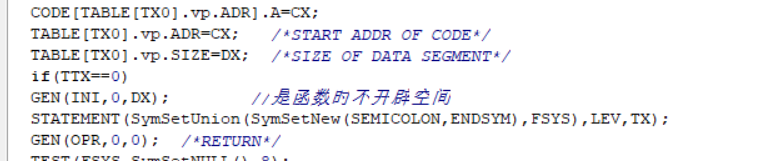 CODE[TABLE[TX0].vp.ADR].A=CX;
TABLE[TX0].vp.ADR=CX; /*START ADDR OF CODE*/
TABLE[TX0].vp.SIZE=DX; /*SIZE OF DATA SEGMENT*/
if(TTX==0)
GEN(INI,0,DX); //是函数时不开辟空间
STATEMENT(SymSetUnion(SymSetNew(SEMICOLON,ENDSYM),FSYS),LEV,TX);
GEN(OPR,0,0); /*RETURN*/
TEST(FSYS,SymSetNULL(),8);